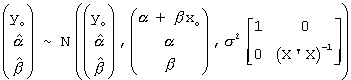 (y₀ α̂ β̂) ~ N((y₀ α̂ β̂), (α + βx₀ α β), σ² [1 0 0 (X'X)⁻¹])